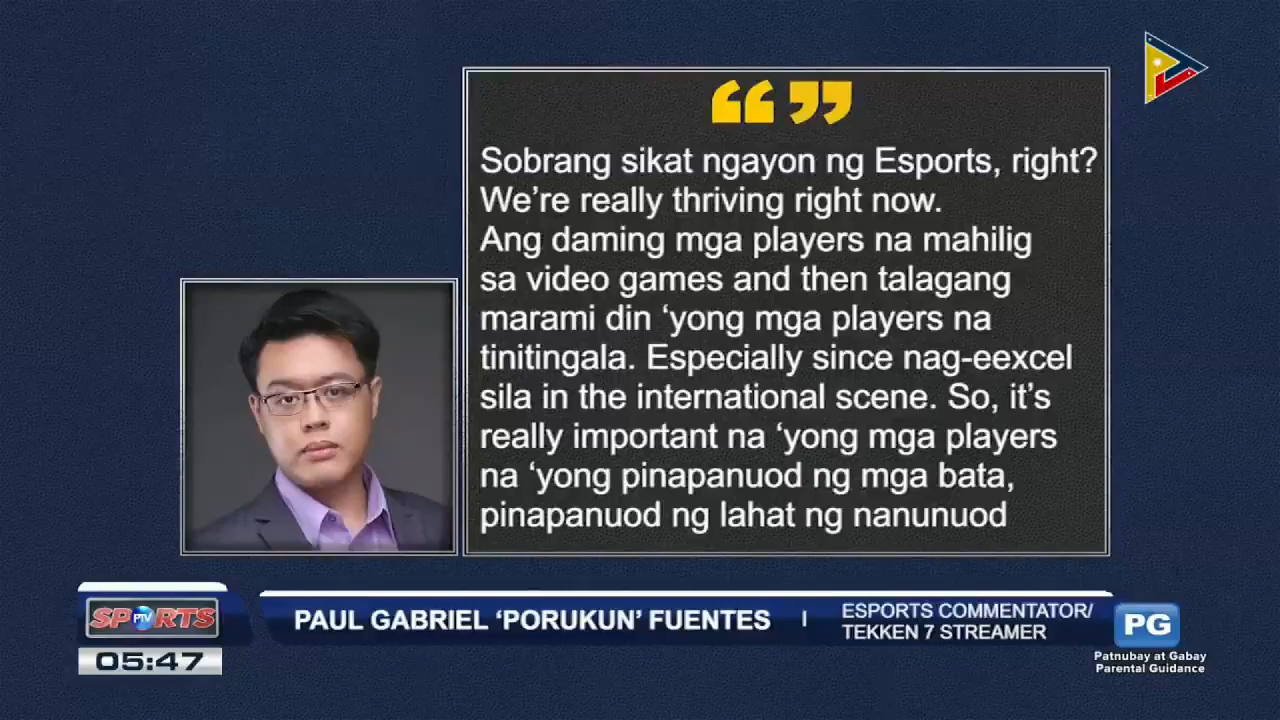 “ ”
Sobrang sikat ngayon ng Esports, right?
We’re really thriving right now.
Ang daming mga players na mahilig
sa video games and then talagang
marami din ‘yong mga players na
tinitingala. Especially since nag-eexcel
sila in the international scene. So, it’s
really important na ‘yong mga players
na ‘yong pinapanuod ng mga bata,
pinapanuod ng lahat ng nanunuod
SPORTS
PTV
05:47
PAUL GABRIEL ‘PORUKUN’ FUENTES
ESPORTS COMMENTATOR/
TEKKEN 7 STREAMER
PG
Patnubay at Gabay
Parental Guidance